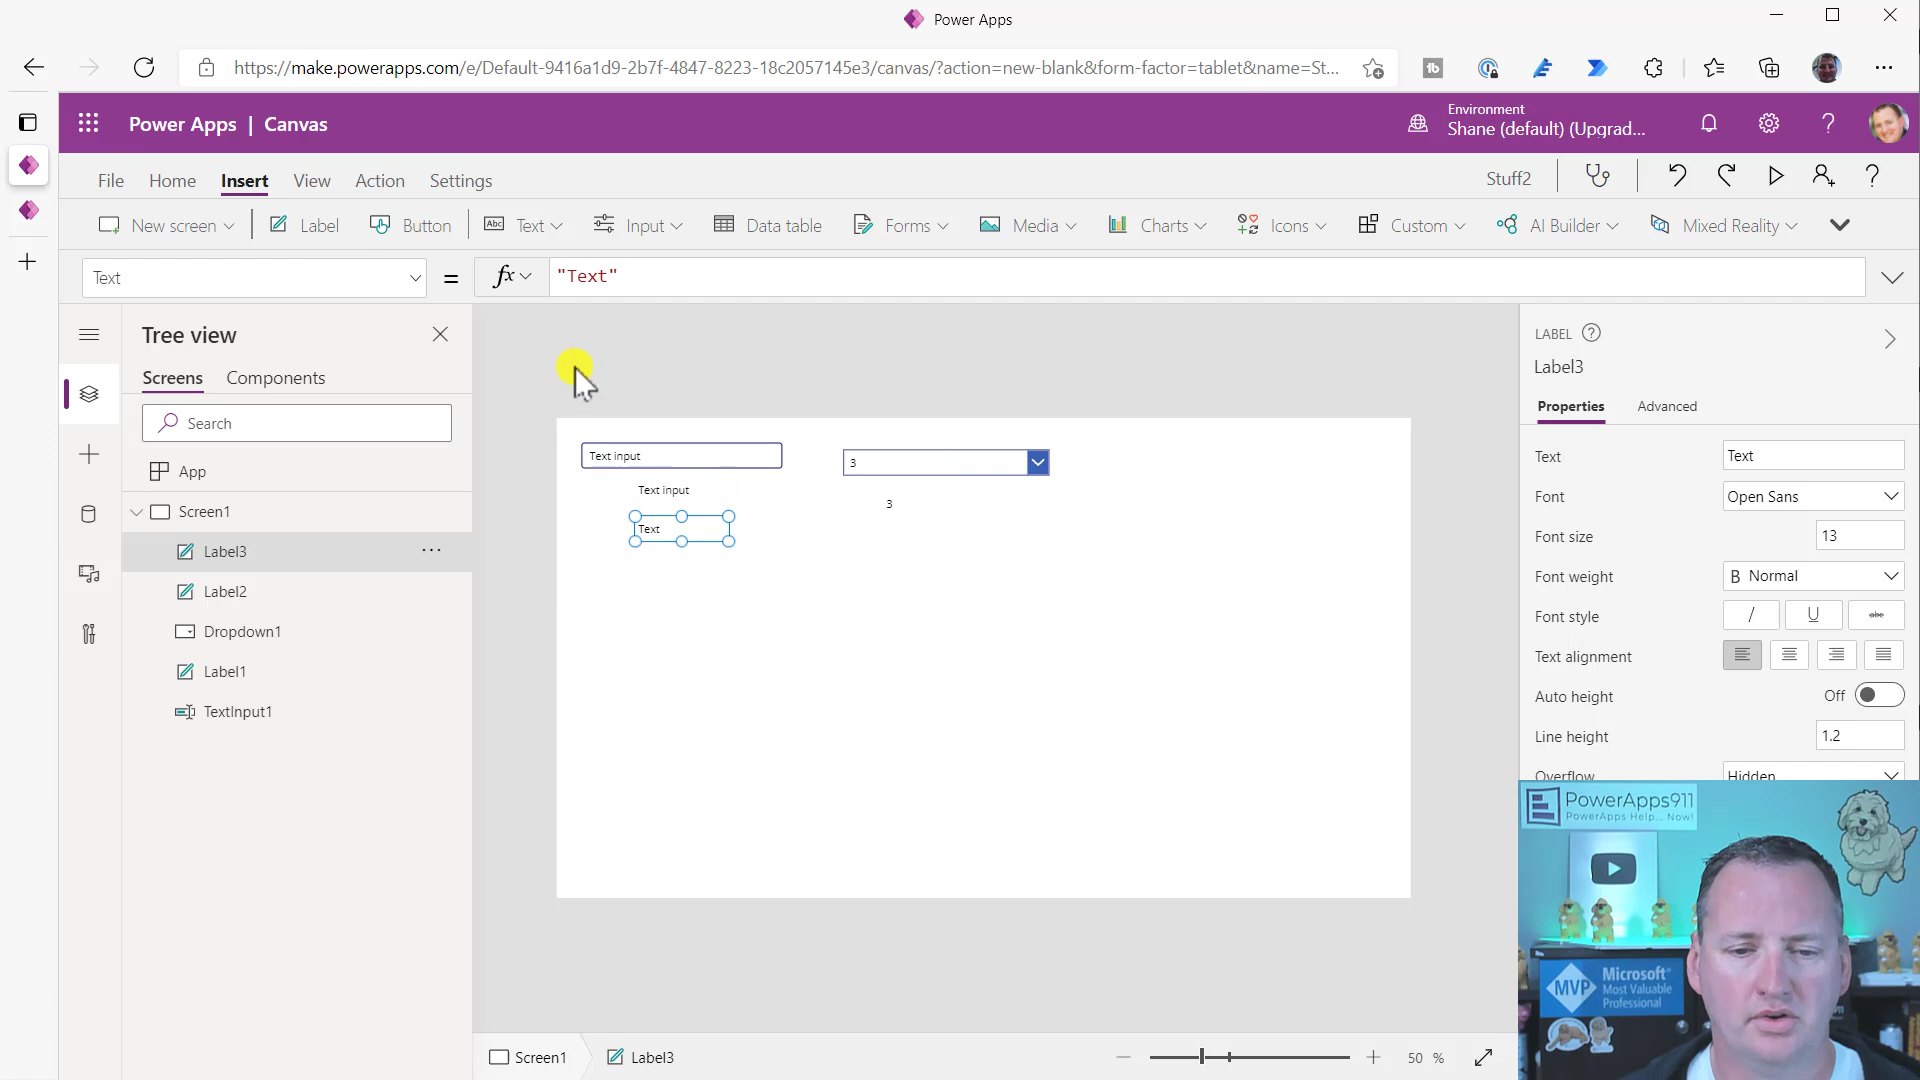 Power Apps
https://make.powerapps.com/e/Default-9416a1d9-2b7f-4847-8223-18c2057145e3/canvas/?action=new-blank&form-factor=tablet&name=St...
Power Apps | Canvas
Environment
Shane (default) (Upgrad...
File Home Insert View Action Settings
Stuff2
New screen Label Button Text Input Data table Forms Media Charts Icons Custom AI Builder Mixed Reality
Text = fx "Text"
Tree view
Screens Components
Search
App
Screen1
Label3
Label2
Dropdown1
Label1
TextInput1
Text input
3
Text input
3
Text
LABEL
Label3
Properties Advanced
Text Text
Font Open Sans
Font size 13
Font weight B Normal
Font style / U abc
Text alignment
Auto height Off
Line height 1.2
Overflow Hidden
PowerApps911
PowerApps Help... Now!
MVP Microsoft®
Most Valuable
Professional
Screen1 Label3
50 %